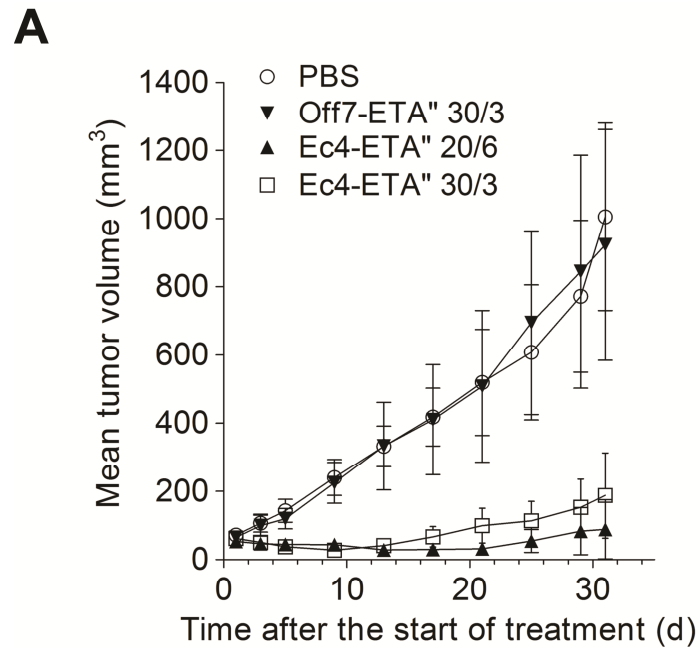 A
PBS
Off7-ETA" 30/3
Ec4-ETA" 20/6
Ec4-ETA" 30/3
1400
1200
1000
800
600
400
200
0
Mean tumor volume (mm³)
0 10 20 30
Time after the start of treatment (d)